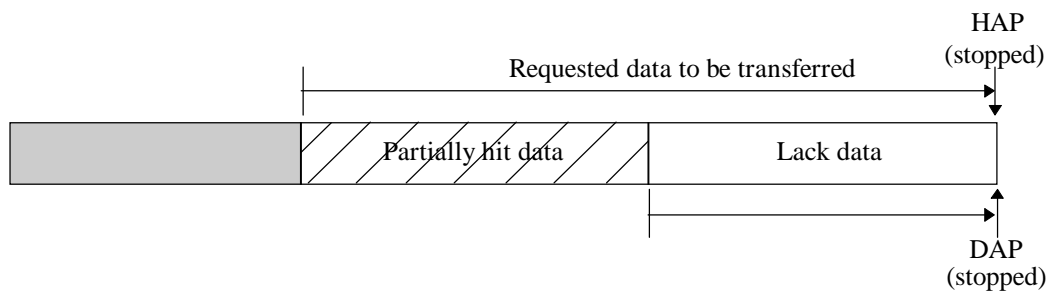 HAP
(stopped)
Requested data to be transferred
Partially hit data
Lack data
DAP
(stopped)